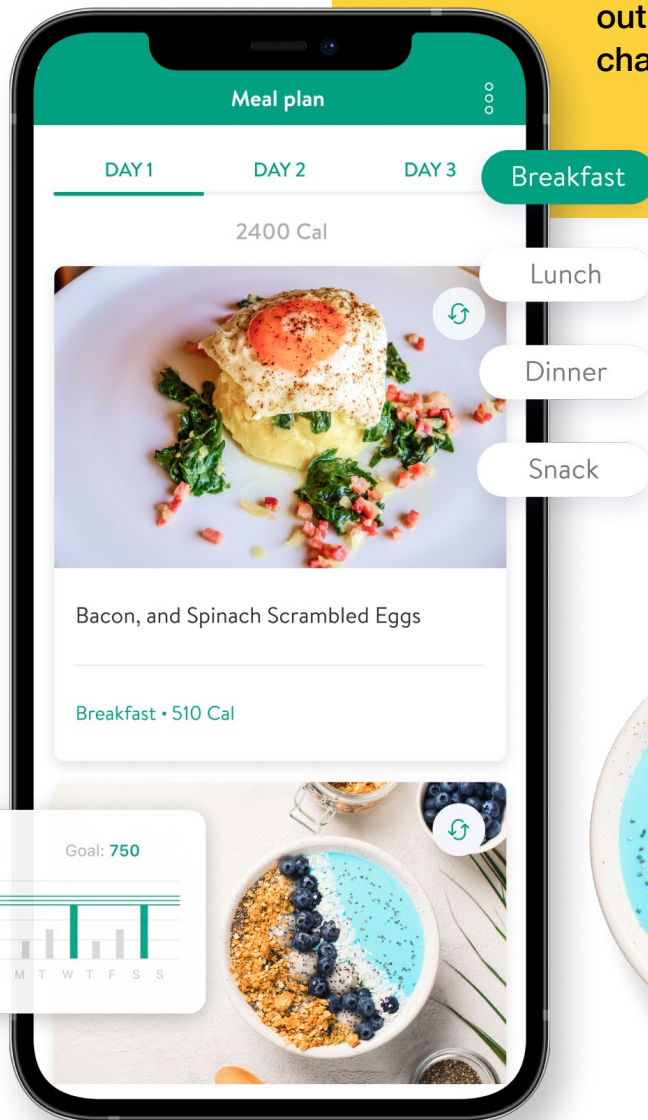 out
cha
Meal plan
DAY 1 DAY 2 DAY 3
Breakfast
2400 Cal
Lunch
Dinner
Snack
Bacon, and Spinach Scrambled Eggs
Breakfast • 510 Cal
Goal: 750
M T W T F S S